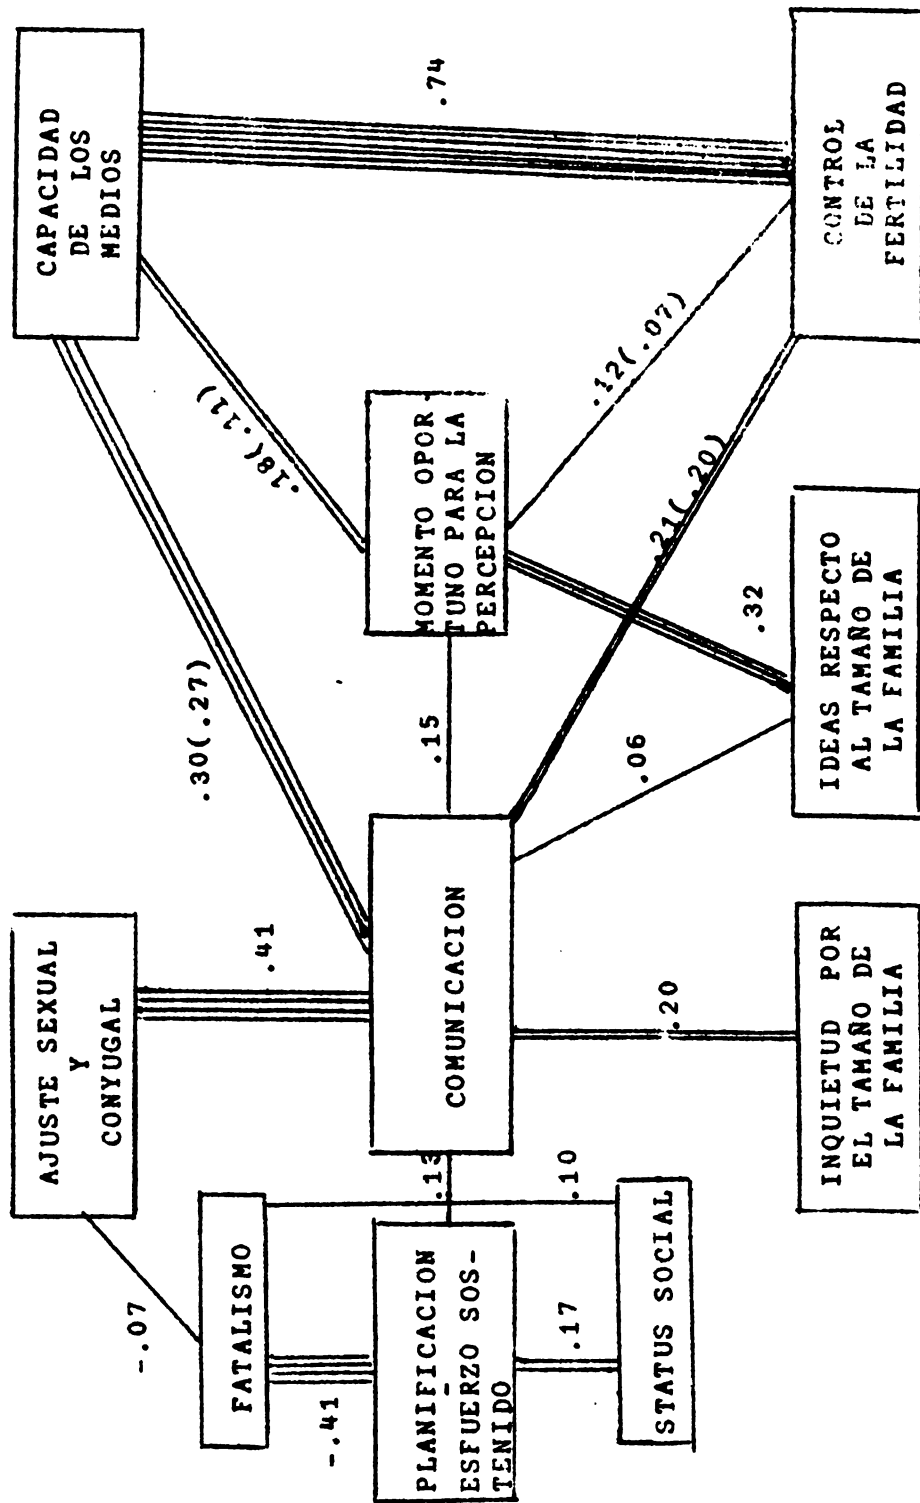 AJUSTE SEXUAL
Y
CONYUGAL
CAPACIDAD
DE LOS
MEDIOS
-.07
FATALISMO
-.41
.41
.30(.27)
.18(.11)
.74
PLANIFICACION
ESFUERZO SOS-
TENIDO
.13
COMUNICACION
.15
MOMENTO OPOR.
TUNO PARA LA
PERCEPCION
.17
.10
.20
.06
.21(.20)
.32
.12(.07)
STATUS SOCIAL
INQUIETUD POR
EL TAMAÑO DE
LA FAMILIA
IDEAS RESPECTO
AL TAMAÑO DE
LA FAMILIA
CONTROL
DE LA
FERTILIDAD